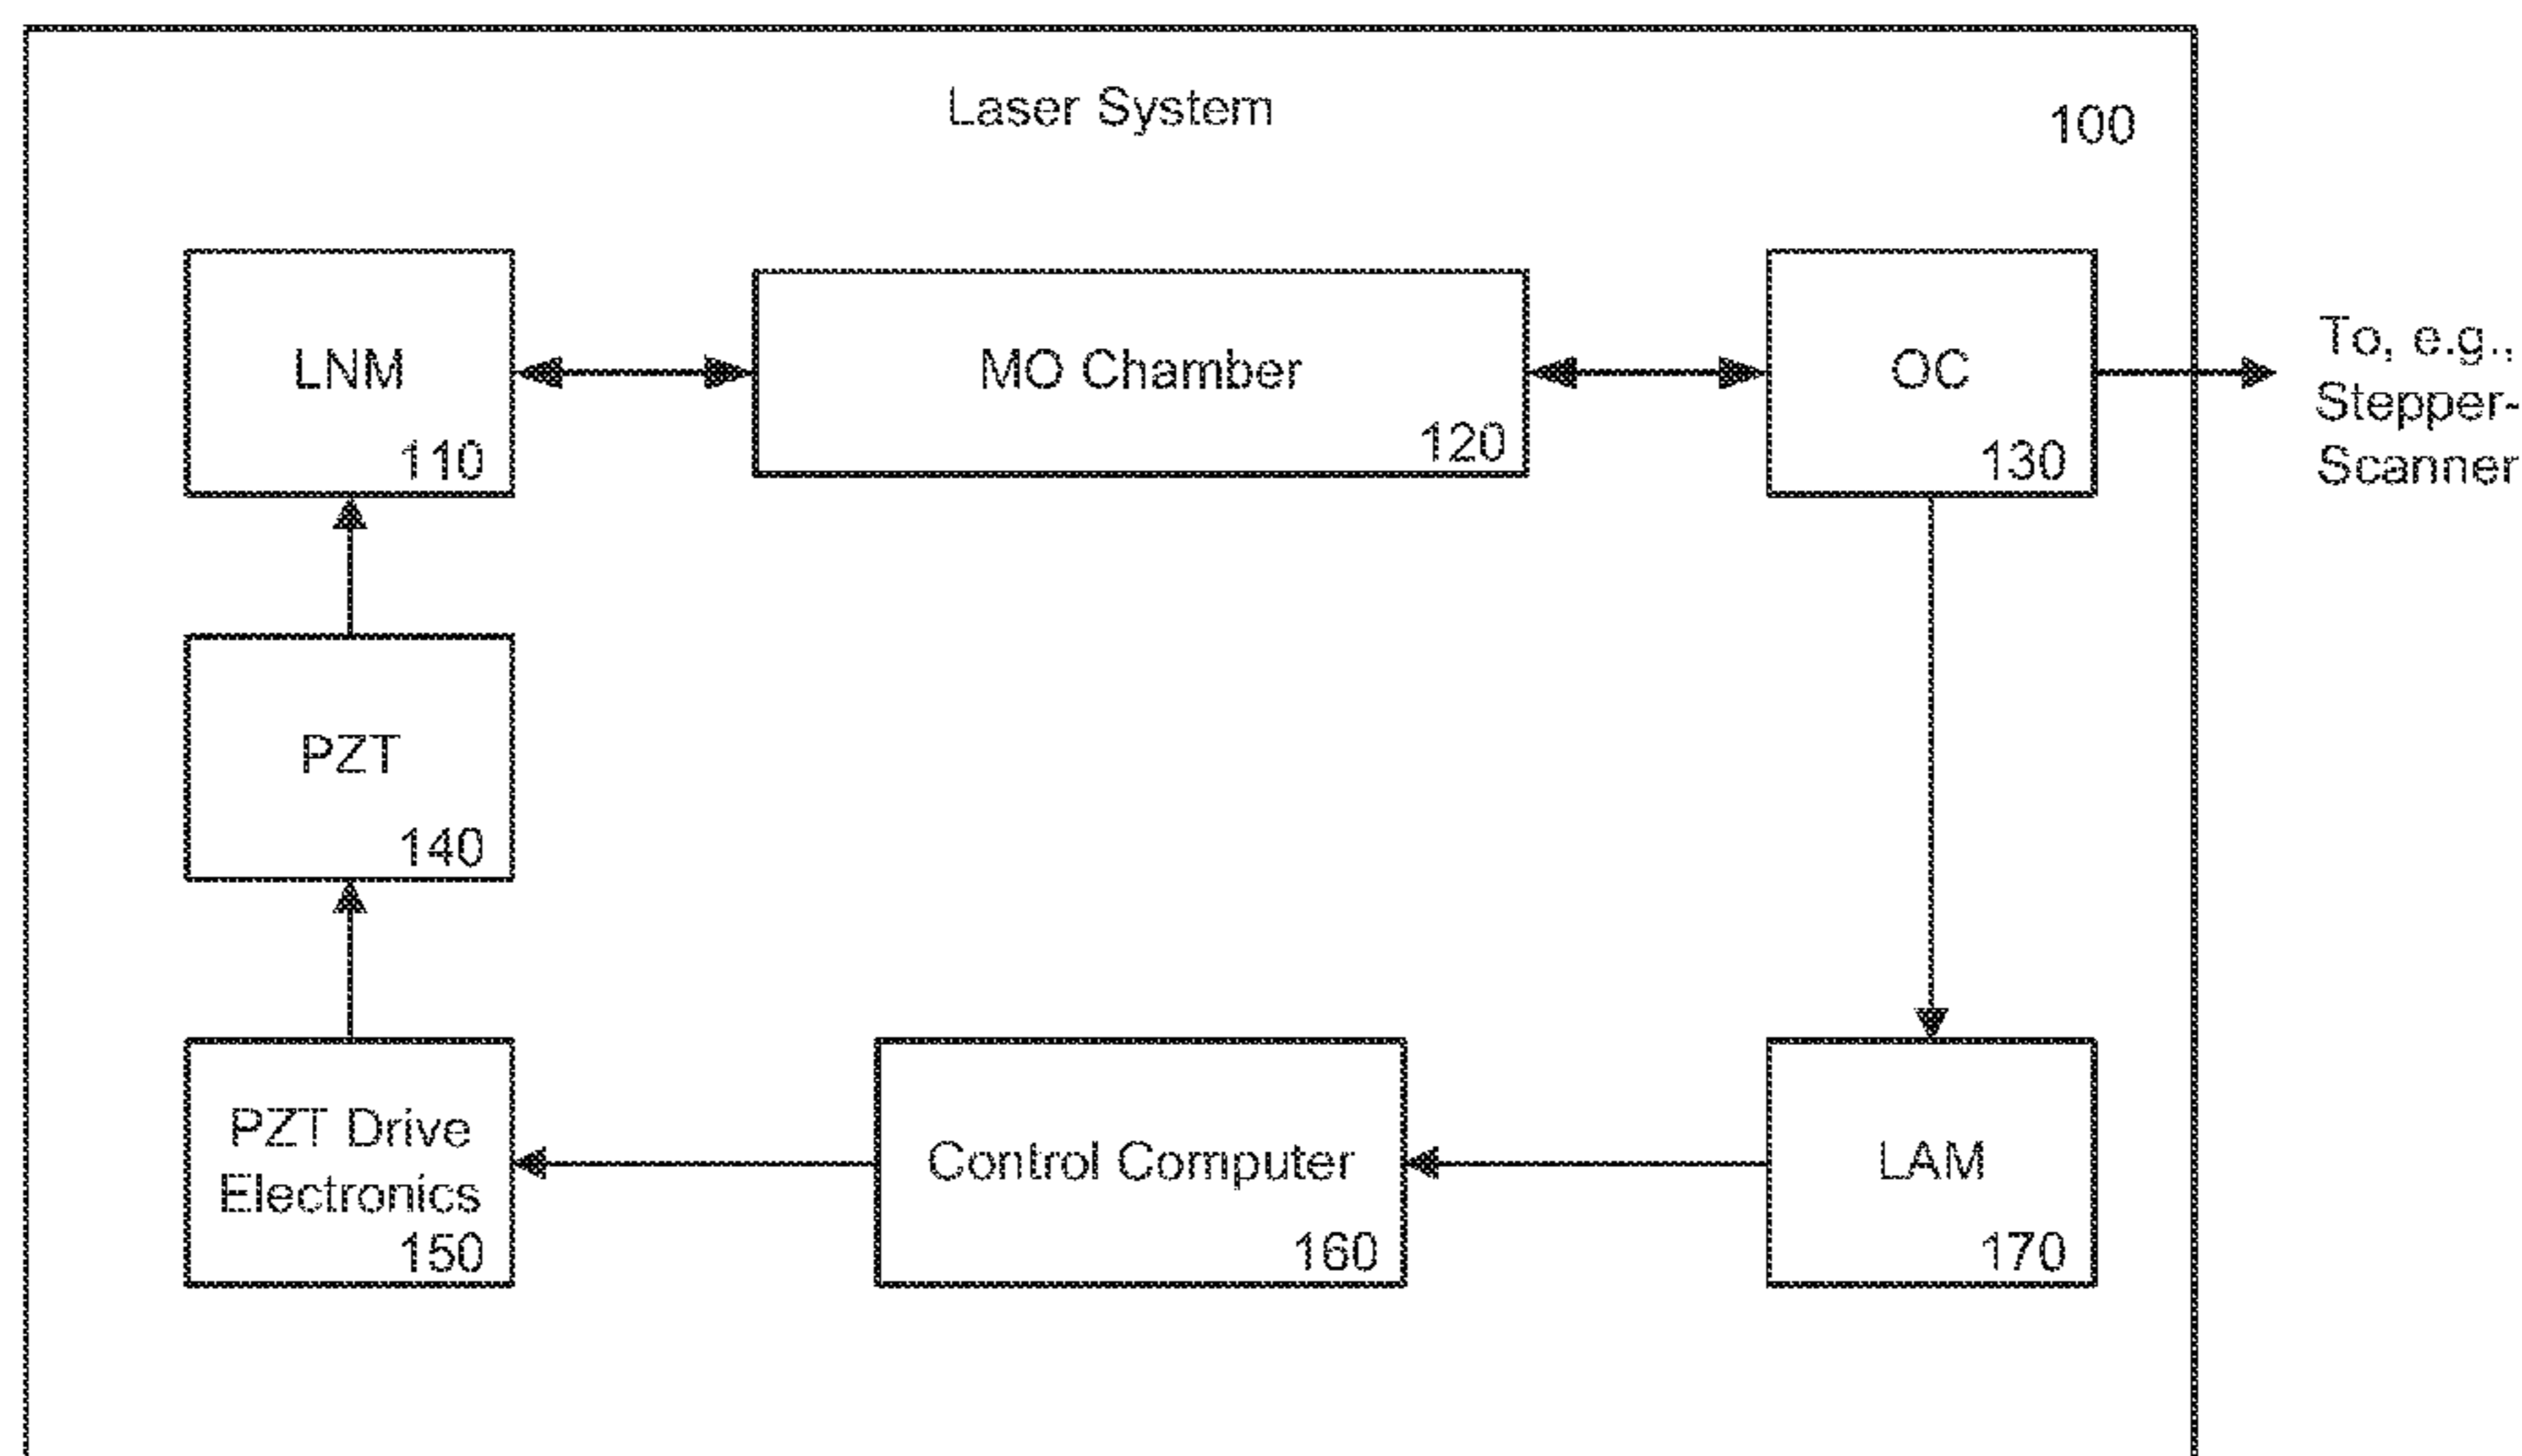 Laser System
100
LNM
110
MO Chamber
120
OC
130
To, e.g.,
Stepper-
Scanner
PZT
140
PZT Drive
Electronics
150
Control Computer
160
LAM
170